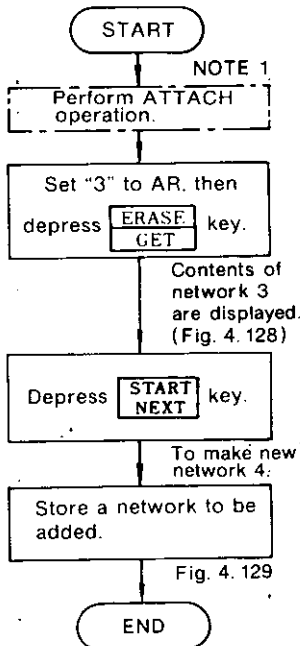 START
NOTE 1
Perform ATTACH
operation.
Set "3" to AR, then
depress ERASE key.
GET
Contents of
network 3
are displayed.
(Fig. 4. 128)
Depress START key.
NEXT
To make new
network 4.
Store a network to be
added.
Fig. 4. 129
END